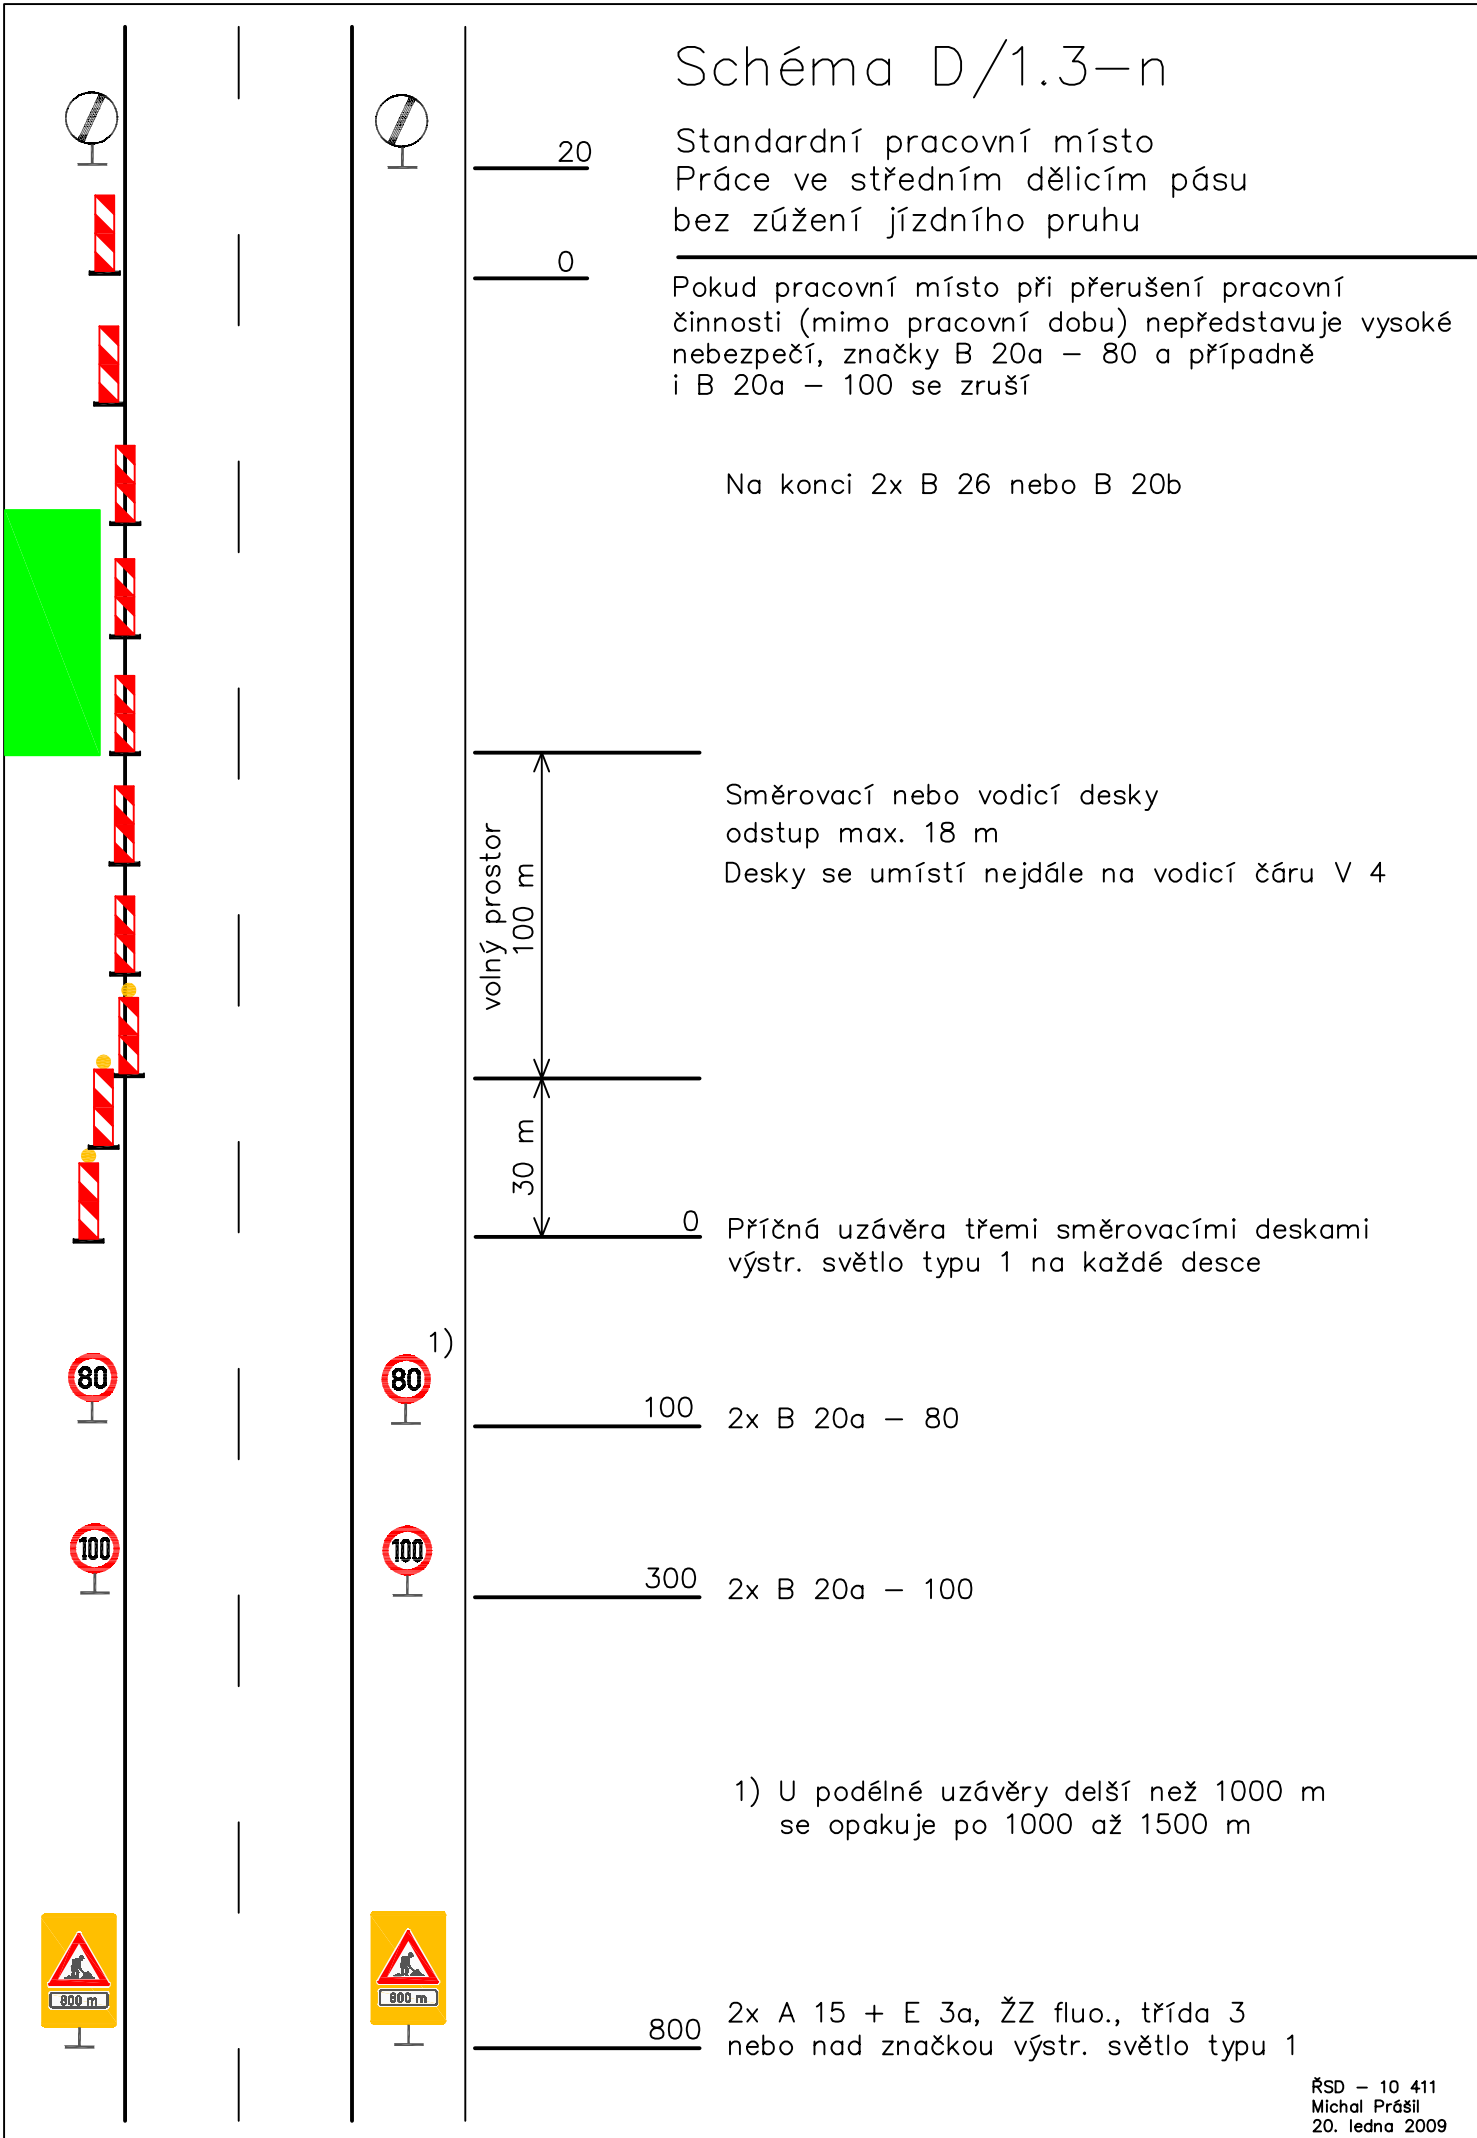 Schéma D/1.3-n
Standardní pracovní místo
Práce ve středním dělicím pásu
bez zúžení jízdního pruhu
20
0
Pokud pracovní místo při přerušení pracovní
činnosti (mimo pracovní dobu) nepředstavuje vysoké
nebezpečí, značky B 20a - 80 a případně
i B 20a - 100 se zruší
Na konci 2x B 26 nebo B 20b
Směrovací nebo vodicí desky
odstup max. 18 m
Desky se umístí nejdále na vodicí čáru V 4
volný prostor
100 m
30 m
0
Příčná uzávěra třemi směrovacími deskami
výstr. světlo typu 1 na každé desce
1)
80
80
100
2x B 20a - 80
100
100
300
2x B 20a - 100
1) U podélné uzávěry delší než 1000 m
se opakuje po 1000 až 1500 m
800 m
800 m
800
2x A 15 + E 3a, ŽZ fluo., třída 3
nebo nad značkou výstr. světlo typu 1
ŘSD - 10 411
Michal Prášil
20. ledna 2009